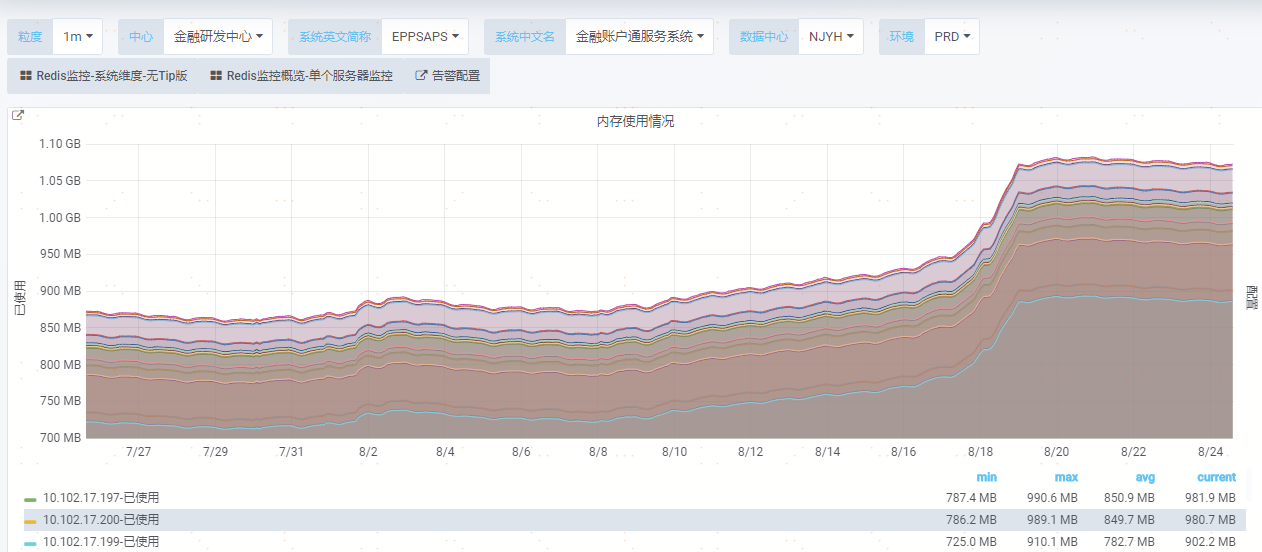 粒度 1m 中心 金融研发中心 系统英文简称 EPPSAPS 系统中文名 金融账户通服务系统 数据中心 NJYH 环境 PRD
Redis监控-系统维度-无Tip版 Redis监控概览-单个服务器监控 告警配置
内存使用情况
1.10 GB
1.05 GB
1.00 GB
950 MB
900 MB
850 MB
800 MB
750 MB
700 MB
已使用
配置
7/27 7/29 7/31 8/2 8/4 8/6 8/8 8/10 8/12 8/14 8/16 8/18 8/20 8/22 8/24
min max avg current
10.102.17.197-已使用 787.4 MB 990.6 MB 850.9 MB 981.9 MB
10.102.17.200-已使用 786.2 MB 989.1 MB 849.7 MB 980.7 MB
10.102.17.199-已使用 725.0 MB 910.1 MB 782.7 MB 902.2 MB